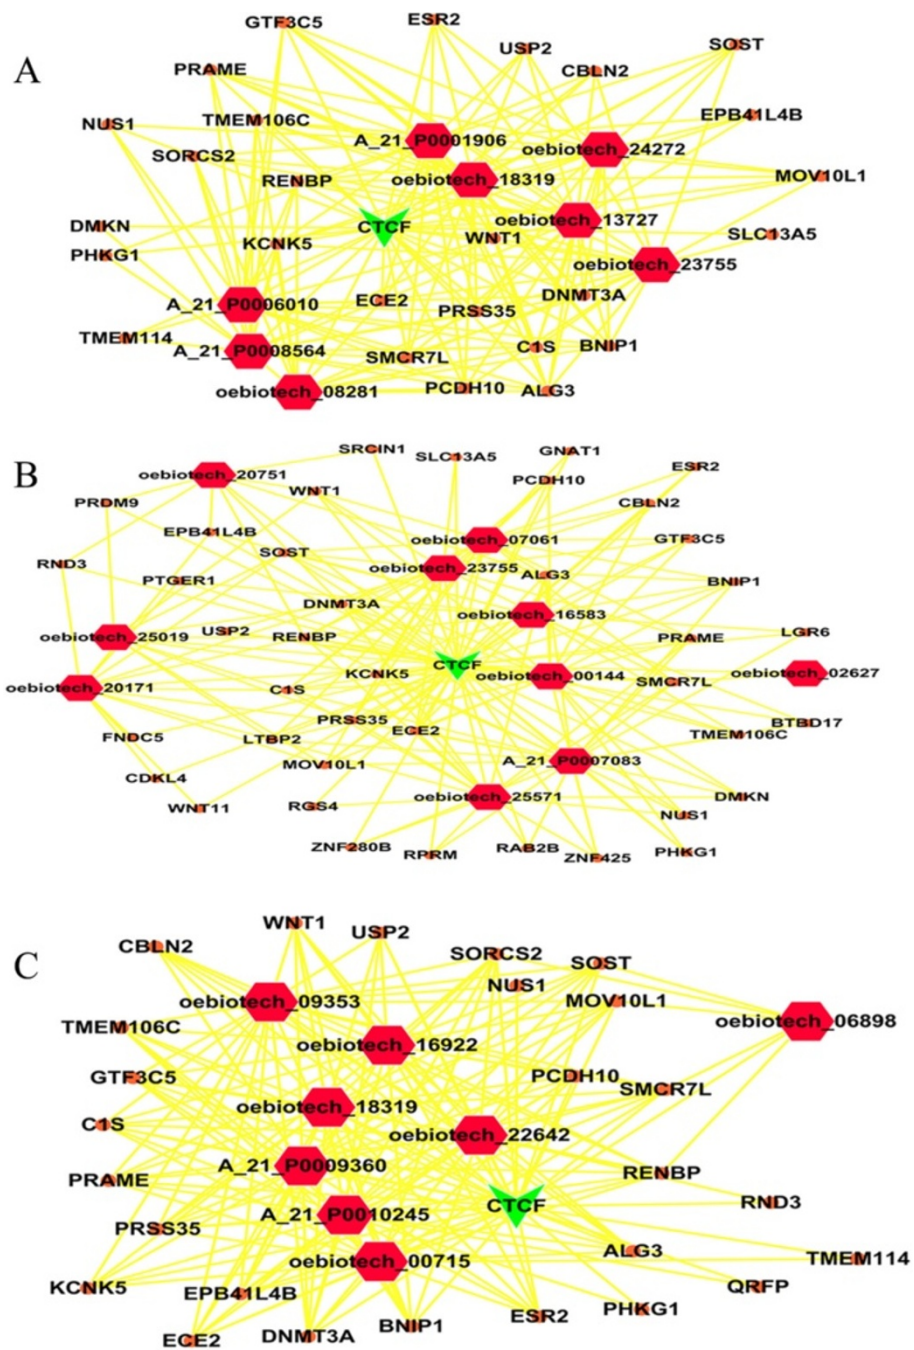 A
GTF3C5
ESR2
USP2
SOST
PRAME
CBLN2
NUS1
TMEM106C
EPB41L4B
A_21_P0001906
oebiotech_24272
SORCS2
RENBP
oebiotech_18319
MOV10L1
DMKN
CTCF
oebiotech_13727
WNT1
SLC13A5
PHKG1
KCNK5
oebiotech_23755
A_21_P0006010
ECE2
PRSS35
DNMT3A
TMEM114
A_21_P0008564
SMCR7L
C1S
BNIP1
oebiotech_08281
PCDH10
ALG3
B
SRCIN1
SLC13A5
GNAT1
oebiotech_20751
ESR2
PCDH10
PRDM9
WNT1
CBLN2
EPB41L4B
oebiotech_07061
GTF3C5
SOST
RND3
oebiotech_23755
ALG3
PTGER1
BNIP1
DNMT3A
oebiotech_16583
USP2
RENBP
oebiotech_25019
PRAME
LGR6
CTCF
KCNK5
oebiotech_00144
SMCR7L
oebiotech_02627
oebiotech_20171
C1S
PRSS35
ECE2
BTBD17
TMEM106C
FNDC5
LTBP2
MOV10L1
A_21_P0007083
CDKL4
oebiotech_25571
DMKN
WNT11
RGS4
NUS1
ZNF280B
RPRM
RAB2B
ZNF425
PHKG1
C
WNT1
USP2
CBLN2
SORCS2
SOST
NUS1
oebiotech_09353
MOV10L1
oebiotech_06898
TMEM106C
oebiotech_16922
GTF3C5
PCDH10
SMCR7L
oebiotech_18319
C1S
oebiotech_22642
A_21_P0009360
RENBP
PRAME
CTCF
RND3
A_21_P0010245
PRSS35
ALG3
TMEM114
oebiotech_00715
KCNK5
EPB41L4B
QRFP
PHKG1
ESR2
BNIP1
DNMT3A
ECE2